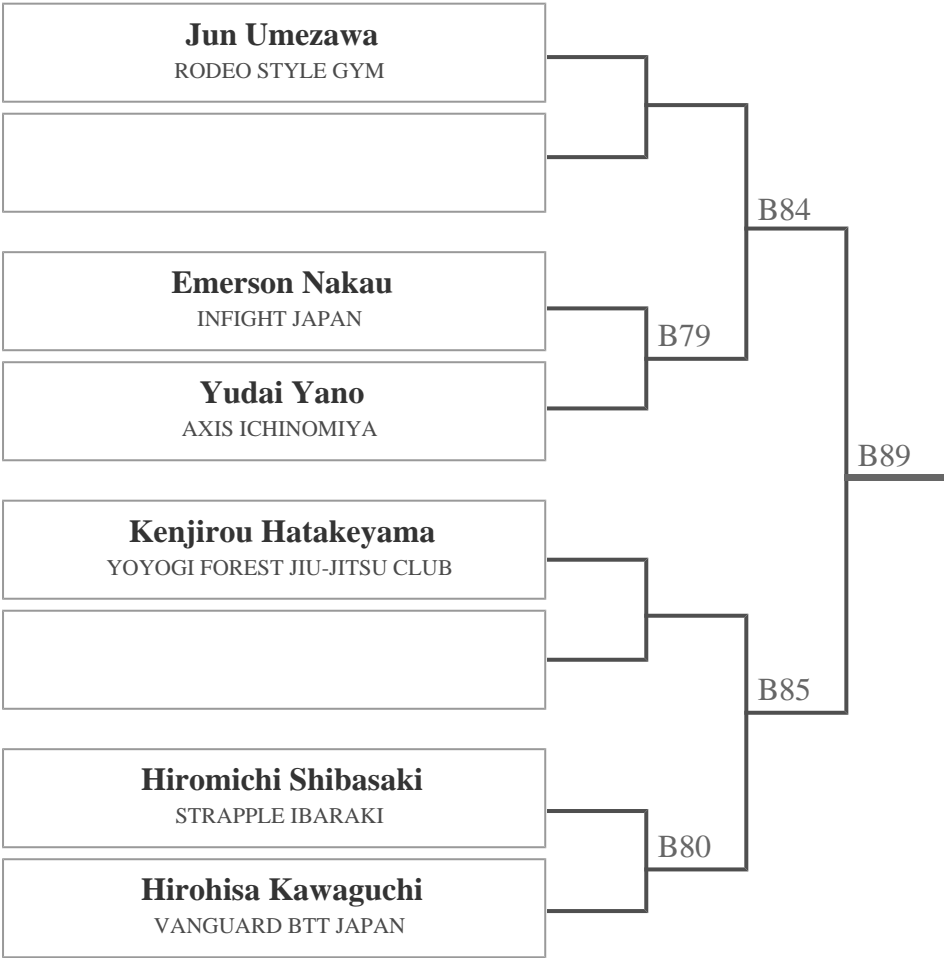 Jun Umezawa
RODEO STYLE GYM
B84
Emerson Nakau
INFIGHT JAPAN
B79
Yudai Yano
AXIS ICHINOMIYA
B89
Kenjirou Hatakeyama
YOYOGI FOREST JIU-JITSU CLUB
B85
Hiromichi Shibasaki
STRAPPLE IBARAKI
B80
Hirohisa Kawaguchi
VANGUARD BTT JAPAN